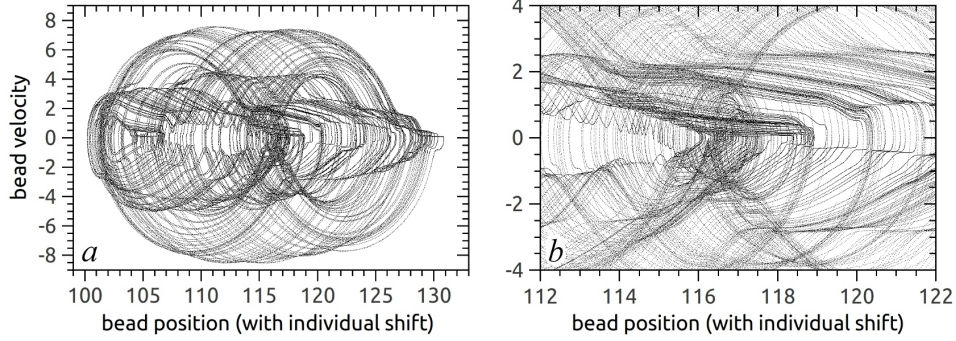 bead velocity
8
6
4
2
0
-2
-4
-6
-8
a
100 105 110 115 120 125 130
bead position (with individual shift)
4
2
0
-2
-4
b
112 114 116 118 120 122
bead position (with individual shift)